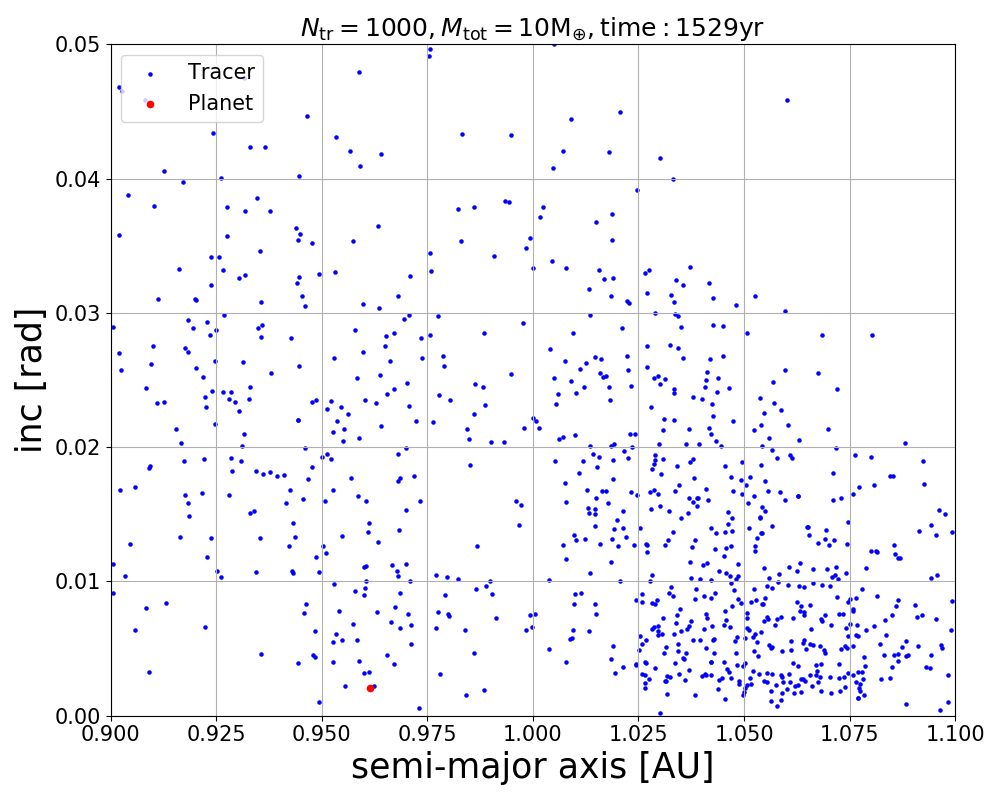 N_tr = 1000, M_tot = 10M_⊕, time : 1529yr
Tracer
Planet
inc [rad]
0.05
0.04
0.03
0.02
0.01
0.00
0.900 0.925 0.950 0.975 1.000 1.025 1.050 1.075 1.100
semi-major axis [AU]